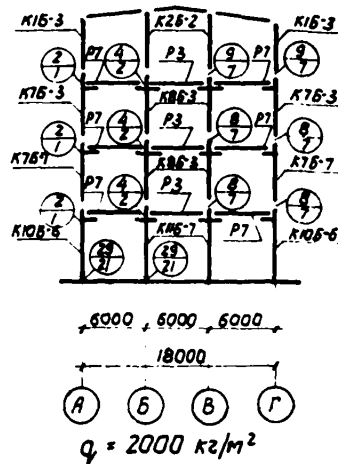 К1Б-3 К2Б-2 К1Б-3
2/1 Р7 4/2 Р3 9/7 Р7 9/7
К7Б-3 К8Б-3 К7Б-3
2/1 Р7 4/2 Р3 8/7 Р7 8/7
К7Б-7 К8Б-3 К7Б-7
2/1 Р7 4/2 Р3 8/7 Р7 8/7
К10Б-6 К11Б-7 К10Б-6
29/21 29/21
6000 6000 6000
18000
А Б В Г
q = 2000 кг/м²